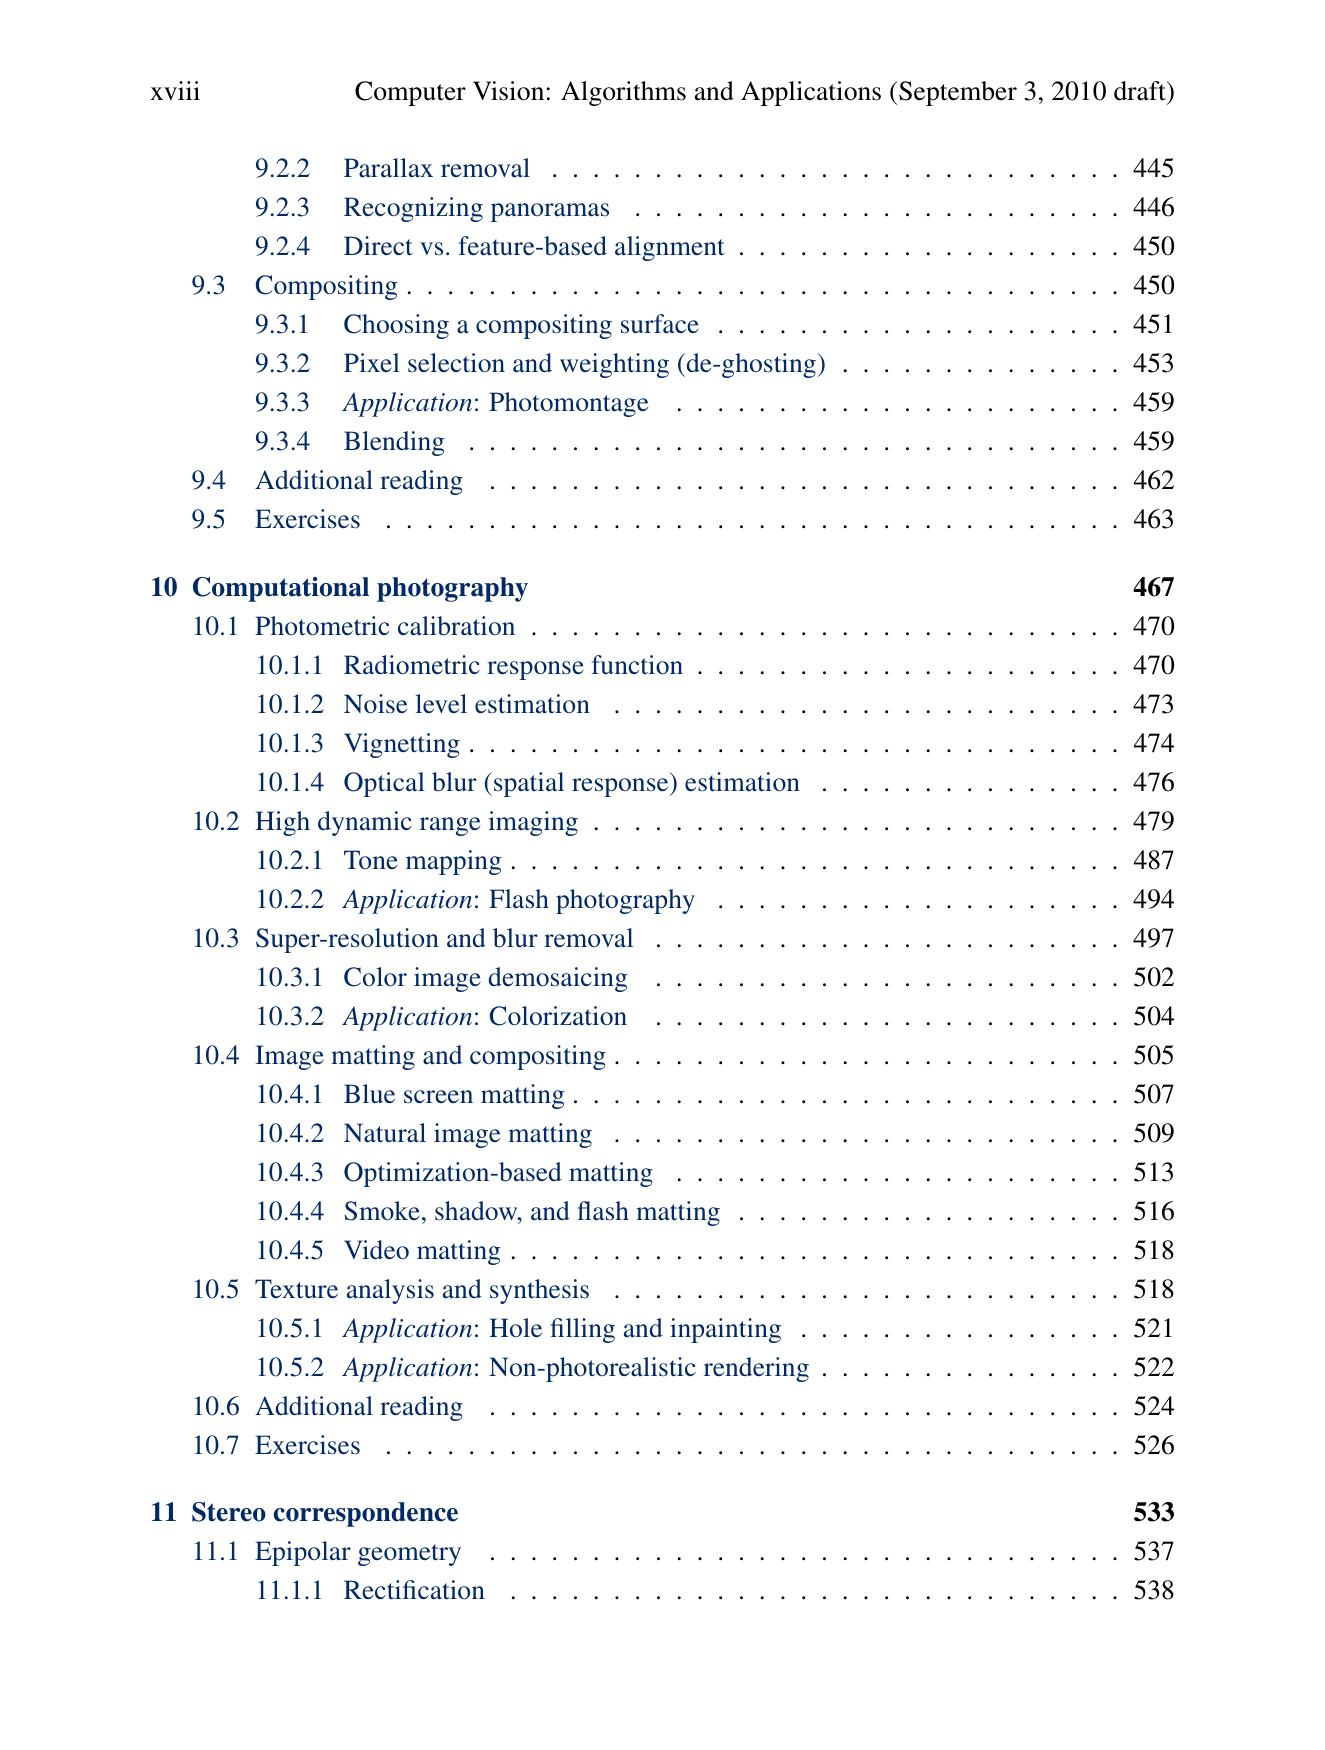 xviii Computer Vision: Algorithms and Applications (September 3, 2010 draft)
9.2.2 Parallax removal . . . . . . . . . . . . . . . . . . . . . . . . . . . . 445
9.2.3 Recognizing panoramas . . . . . . . . . . . . . . . . . . . . . . . . 446
9.2.4 Direct vs. feature-based alignment . . . . . . . . . . . . . . . . . . . 450
9.3 Compositing . . . . . . . . . . . . . . . . . . . . . . . . . . . . . . . . . . . 450
9.3.1 Choosing a compositing surface . . . . . . . . . . . . . . . . . . . . 451
9.3.2 Pixel selection and weighting (de-ghosting) . . . . . . . . . . . . . . 453
9.3.3 Application: Photomontage . . . . . . . . . . . . . . . . . . . . . . 459
9.3.4 Blending . . . . . . . . . . . . . . . . . . . . . . . . . . . . . . . . 459
9.4 Additional reading . . . . . . . . . . . . . . . . . . . . . . . . . . . . . . . 462
9.5 Exercises . . . . . . . . . . . . . . . . . . . . . . . . . . . . . . . . . . . . 463
10 Computational photography 467
10.1 Photometric calibration . . . . . . . . . . . . . . . . . . . . . . . . . . . . . 470
10.1.1 Radiometric response function . . . . . . . . . . . . . . . . . . . . . 470
10.1.2 Noise level estimation . . . . . . . . . . . . . . . . . . . . . . . . . 473
10.1.3 Vignetting . . . . . . . . . . . . . . . . . . . . . . . . . . . . . . . . 474
10.1.4 Optical blur (spatial response) estimation . . . . . . . . . . . . . . . 476
10.2 High dynamic range imaging . . . . . . . . . . . . . . . . . . . . . . . . . . 479
10.2.1 Tone mapping . . . . . . . . . . . . . . . . . . . . . . . . . . . . . . 487
10.2.2 Application: Flash photography . . . . . . . . . . . . . . . . . . . . 494
10.3 Super-resolution and blur removal . . . . . . . . . . . . . . . . . . . . . . . 497
10.3.1 Color image demosaicing . . . . . . . . . . . . . . . . . . . . . . . 502
10.3.2 Application: Colorization . . . . . . . . . . . . . . . . . . . . . . . 504
10.4 Image matting and compositing . . . . . . . . . . . . . . . . . . . . . . . . . 505
10.4.1 Blue screen matting . . . . . . . . . . . . . . . . . . . . . . . . . . . 507
10.4.2 Natural image matting . . . . . . . . . . . . . . . . . . . . . . . . . 509
10.4.3 Optimization-based matting . . . . . . . . . . . . . . . . . . . . . . 513
10.4.4 Smoke, shadow, and flash matting . . . . . . . . . . . . . . . . . . . 516
10.4.5 Video matting . . . . . . . . . . . . . . . . . . . . . . . . . . . . . . 518
10.5 Texture analysis and synthesis . . . . . . . . . . . . . . . . . . . . . . . . . 518
10.5.1 Application: Hole filling and inpainting . . . . . . . . . . . . . . . . 521
10.5.2 Application: Non-photorealistic rendering . . . . . . . . . . . . . . . 522
10.6 Additional reading . . . . . . . . . . . . . . . . . . . . . . . . . . . . . . . 524
10.7 Exercises . . . . . . . . . . . . . . . . . . . . . . . . . . . . . . . . . . . . 526
11 Stereo correspondence 533
11.1 Epipolar geometry . . . . . . . . . . . . . . . . . . . . . . . . . . . . . . . 537
11.1.1 Rectification . . . . . . . . . . . . . . . . . . . . . . . . . . . . . . 538